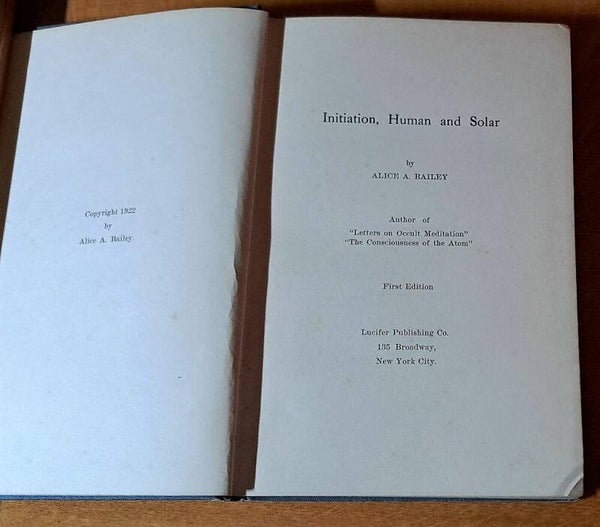 Copyright 1922
by
Alice A. Bailey.
Initiation, Human and Solar
by
ALICE A. BAILEY
Author of
"Letters on Occult Meditation"
"The Consciousness of the Atom"
First Edition
Lucifer Publishing Co.
135 Broadway,
New York City.